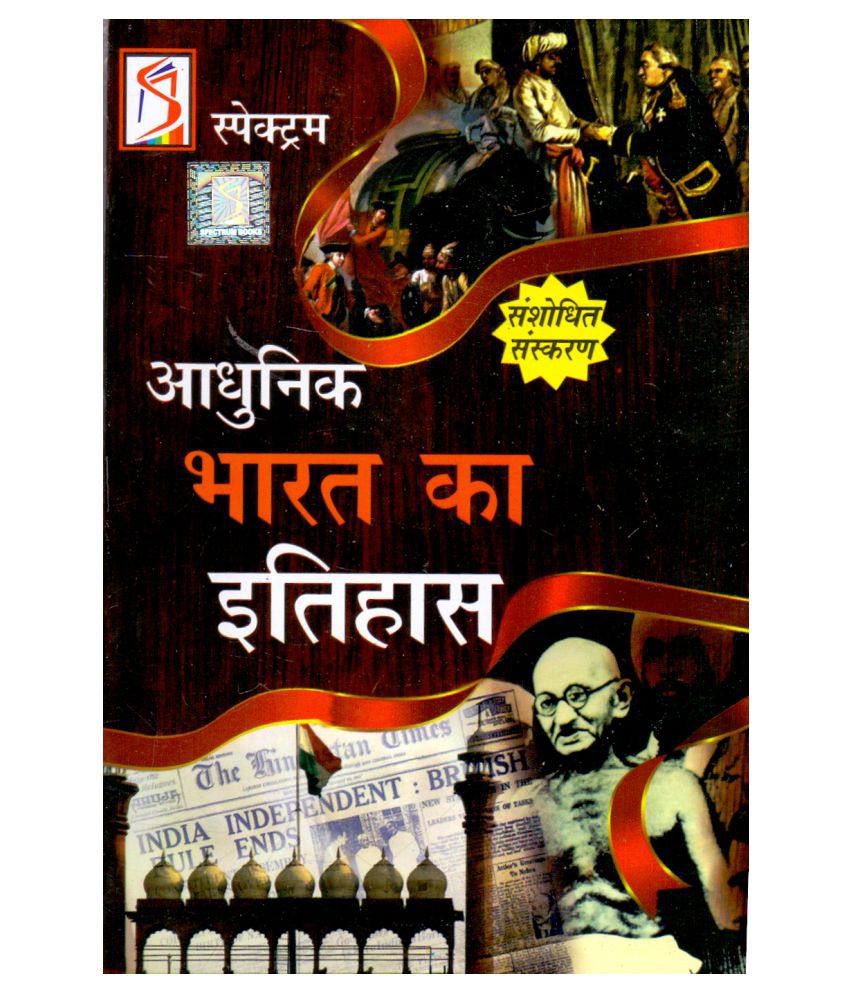 स्पेक्ट्रम
SPECTRUM BOOKS
संशोधित
संस्करण
आधुनिक
भारत का
इतिहास
The Hindustan Times
INDIA INDEPENDENT : BRITISH
RULE ENDS